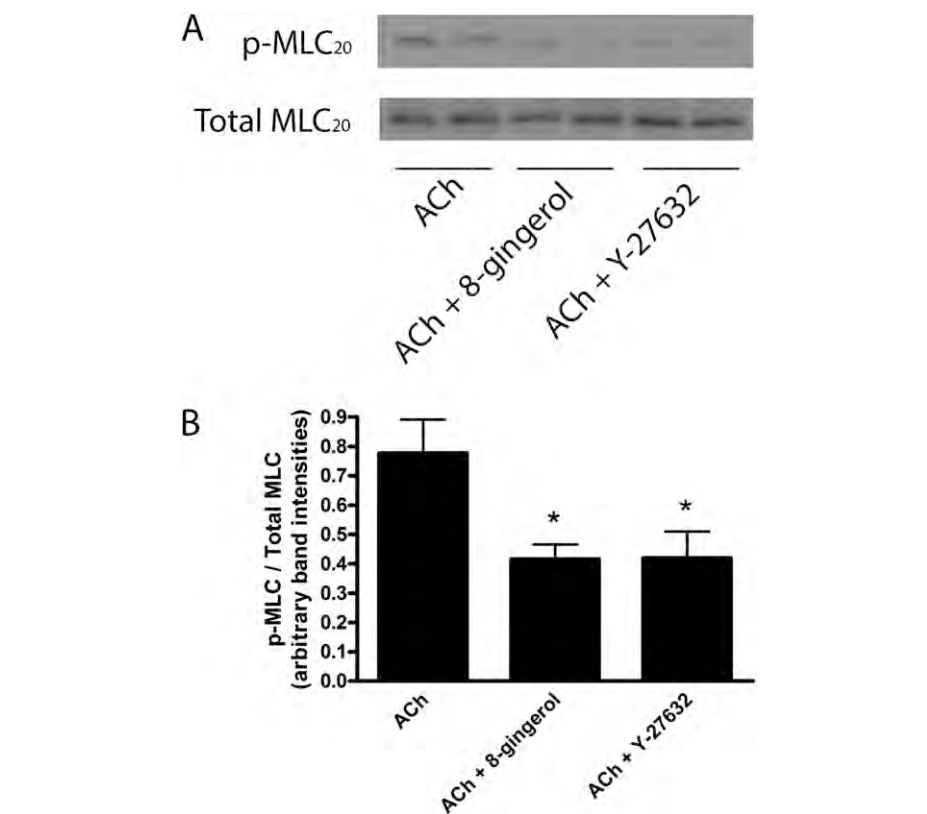 A
p-MLC20
Total MLC20
ACh
ACh + 8-gingerol
ACh + Y-27632
B
p-MLC / Total MLC
(arbitrary band intensities)
0.9
0.8
0.7
0.6
0.5
0.4
0.3
0.2
0.1
0.0
*
*
ACh
ACh + 8-gingerol
ACh + Y-27632